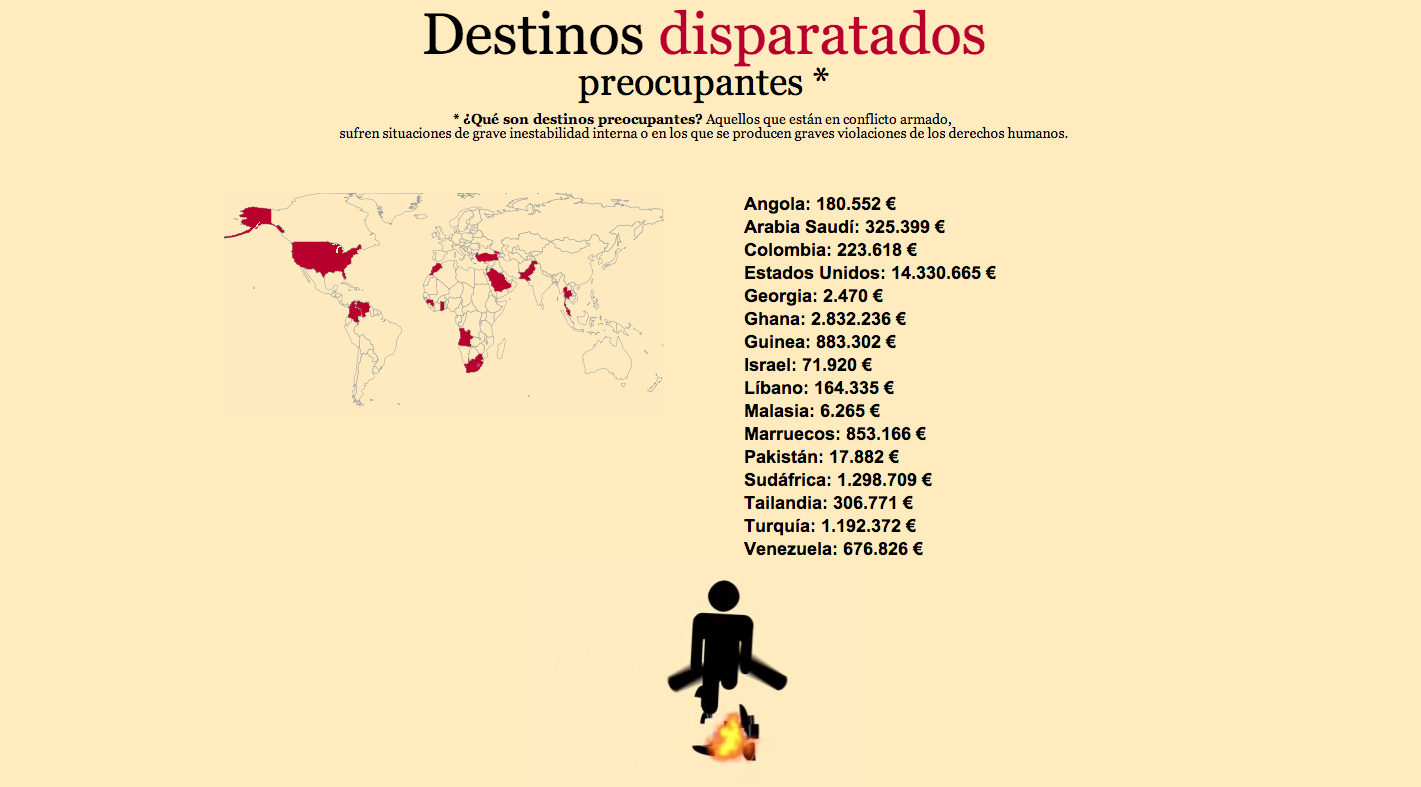 Destinos disparatados
preocupantes *
* ¿Qué son destinos preocupantes? Aquellos que están en conflicto armado,
sufren situaciones de grave inestabilidad interna o en los que se producen graves violaciones de los derechos humanos.
Angola: 180.552 €
Arabia Saudí: 325.399 €
Colombia: 223.618 €
Estados Unidos: 14.330.665 €
Georgia: 2.470 €
Ghana: 2.832.236 €
Guinea: 883.302 €
Israel: 71.920 €
Líbano: 164.335 €
Malasia: 6.265 €
Marruecos: 853.166 €
Pakistán: 17.882 €
Sudáfrica: 1.298.709 €
Tailandia: 306.771 €
Turquía: 1.192.372 €
Venezuela: 676.826 €